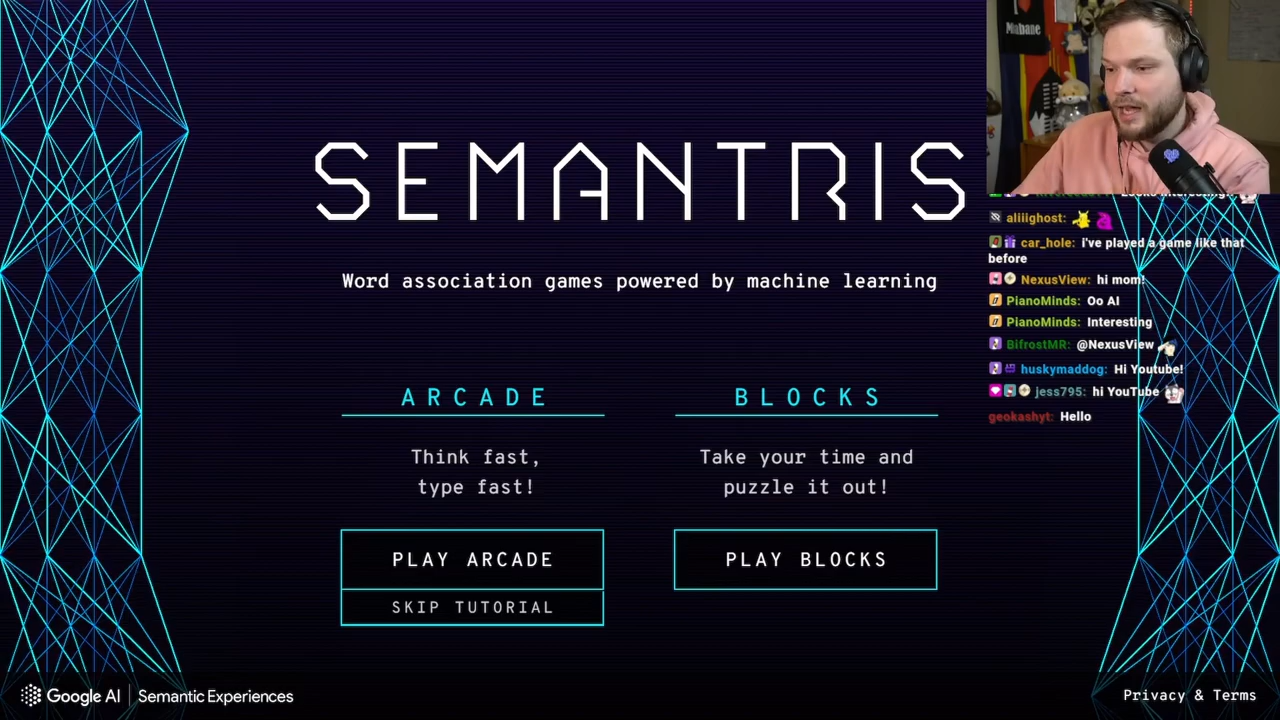 SEMANTRIS
Word association games powered by machine learning
ARCADE
Think fast,
type fast!
PLAY ARCADE
SKIP TUTORIAL
BLOCKS
Take your time and
puzzle it out!
PLAY BLOCKS
Google AI | Semantic Experiences
Privacy & Terms
Mabane
aliiighost:
car_hole: i've played a game like that
before
NexusView: hi mom!
PianoMinds: Oo AI
PianoMinds: Interesting
BifrostMR: @NexusView
huskymaddog: Hi Youtube!
jess795: hi YouTube
geokashyt: Hello